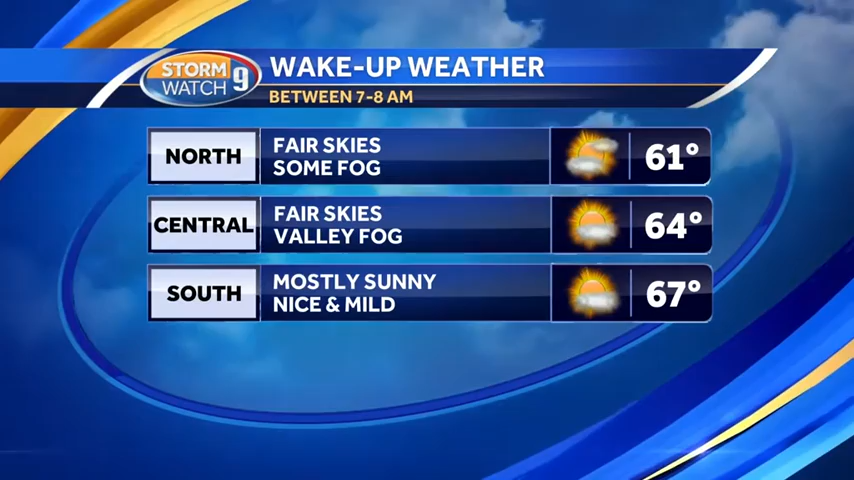 STORM
WATCH 9
WAKE-UP WEATHER
BETWEEN 7-8 AM
NORTH
FAIR SKIES
SOME FOG
61°
CENTRAL
FAIR SKIES
VALLEY FOG
64°
SOUTH
MOSTLY SUNNY
NICE & MILD
67°